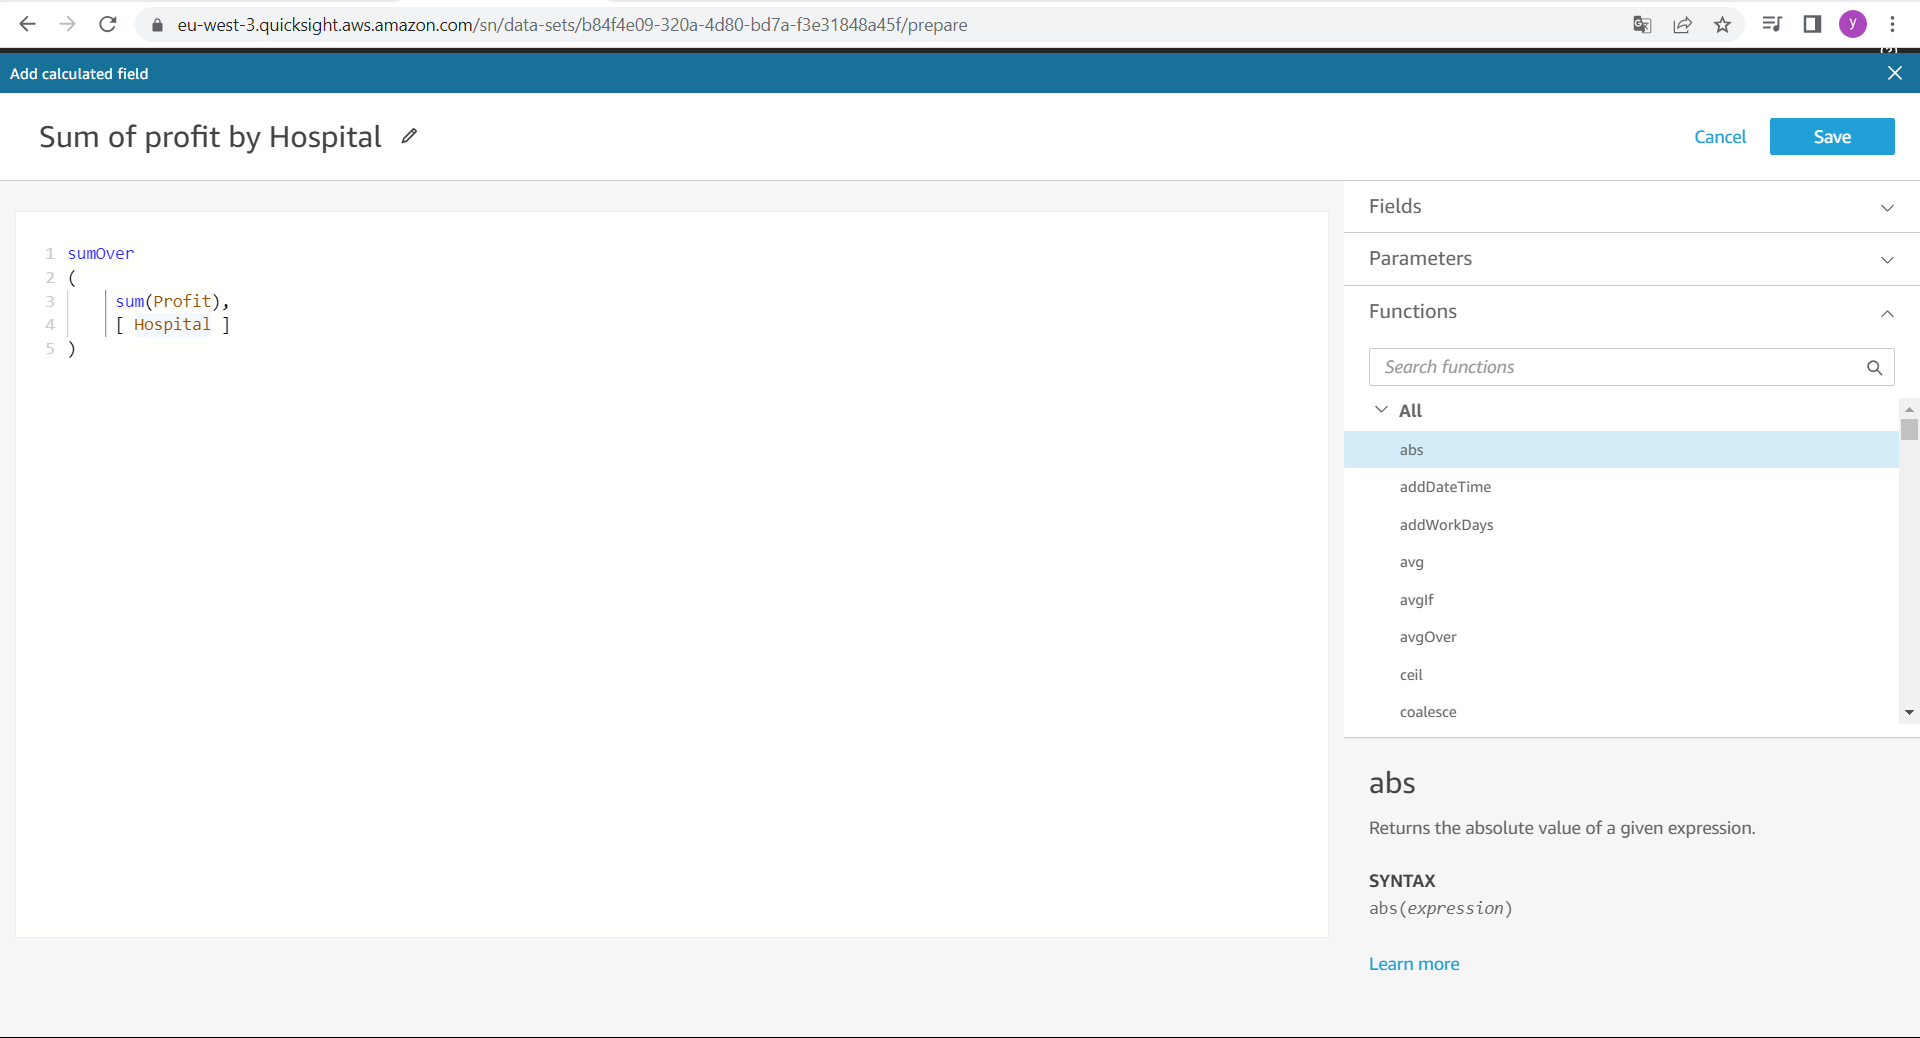 eu-west-3.quicksight.aws.amazon.com/sn/data-sets/b84f4e09-320a-4d80-bd7a-f3e31848a45f/prepare
y
Add calculated field
Sum of profit by Hospital
Cancel
Save
1 sumOver
2 (
3 sum(Profit),
4 [ Hospital ]
5 )
Fields
Parameters
Functions
Search functions
All
abs
addDateTime
addWorkDays
avg
avgIf
avgOver
ceil
coalesce
abs
Returns the absolute value of a given expression.
SYNTAX
abs(expression)
Learn more